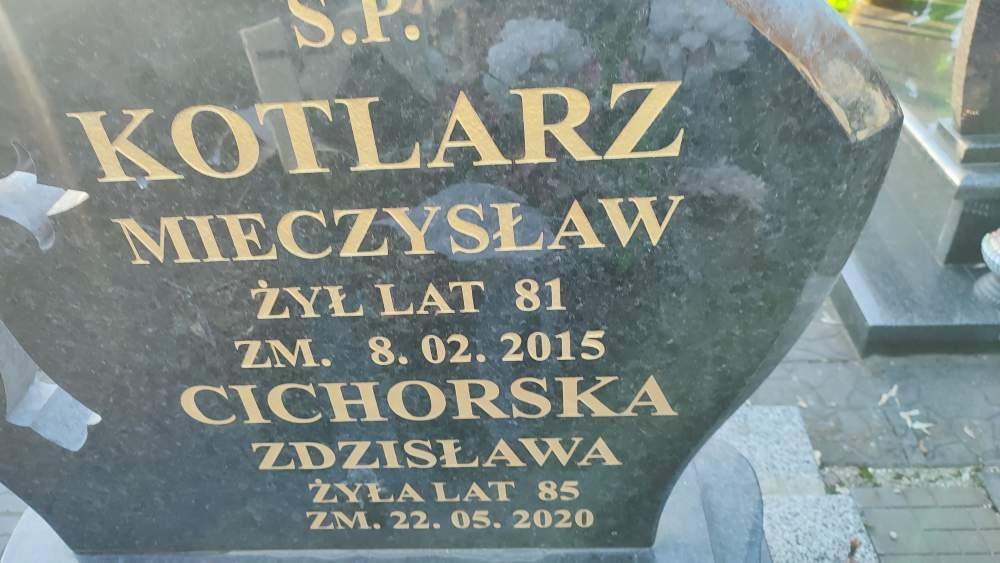 Ś.P.
KOTLARZ
MIECZYSŁAW
ŻYŁ LAT 81
ZM. 8. 02. 2015
CICHORSKA
ZDZISŁAWA
ŻYŁA LAT 85
ZM. 22. 05. 2020